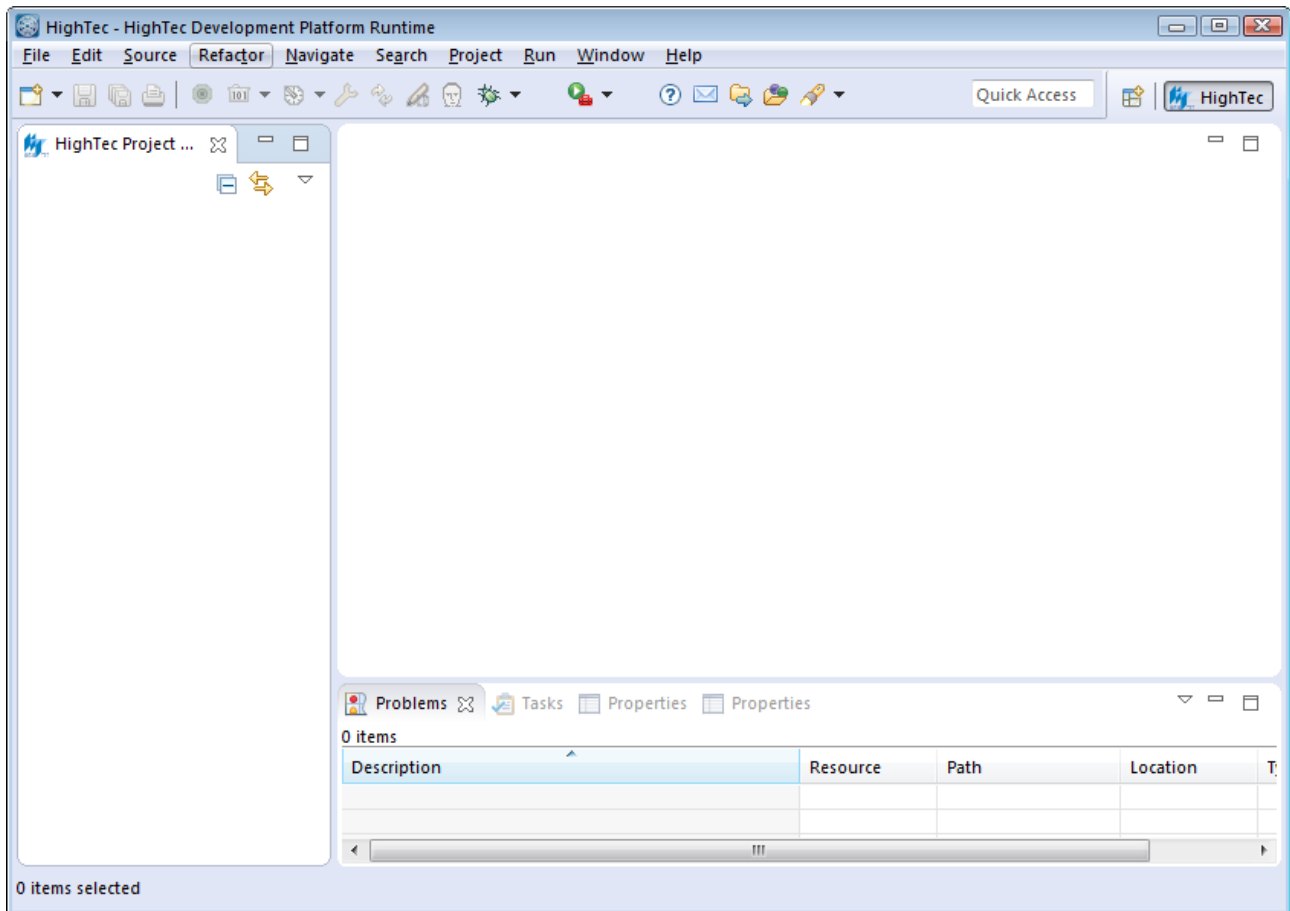 HighTec - HighTec Development Platform Runtime
File Edit Source Refactor Navigate Search Project Run Window Help
Quick Access
HighTec
HighTec Project ...
Problems Tasks Properties Properties
0 items
Description Resource Path Location
0 items selected